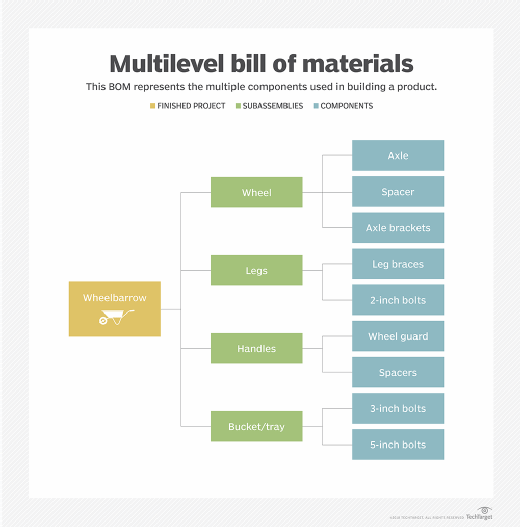 Multilevel bill of materials
This BOM represents the multiple components used in building a product.
FINISHED PROJECT SUBASSEMBLIES COMPONENTS
Axle
Wheel
Spacer
Axle brackets
Leg braces
Legs
2-inch bolts
Wheelbarrow
Wheel guard
Handles
Spacers
3-inch bolts
Bucket/tray
5-inch bolts
TechTarget